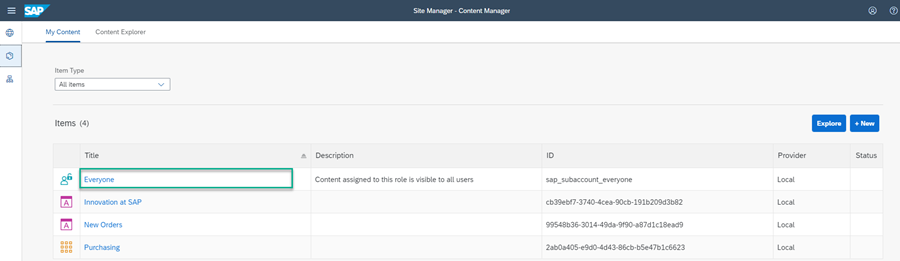 SAP Site Manager - Content Manager
My Content Content Explorer
Item Type
All items
Items (4) Explore + New
Title Description ID Provider Status
Everyone Content assigned to this role is visible to all users sap_subaccount_everyone Local
A Innovation at SAP cb39ebf7-3740-4cea-90cb-191b209d3b82 Local
A New Orders 99548b36-3014-49da-9f90-a87d1c18ead9 Local
Purchasing 2ab0a405-e9d0-4d43-86cb-b5e47b1c6623 Local